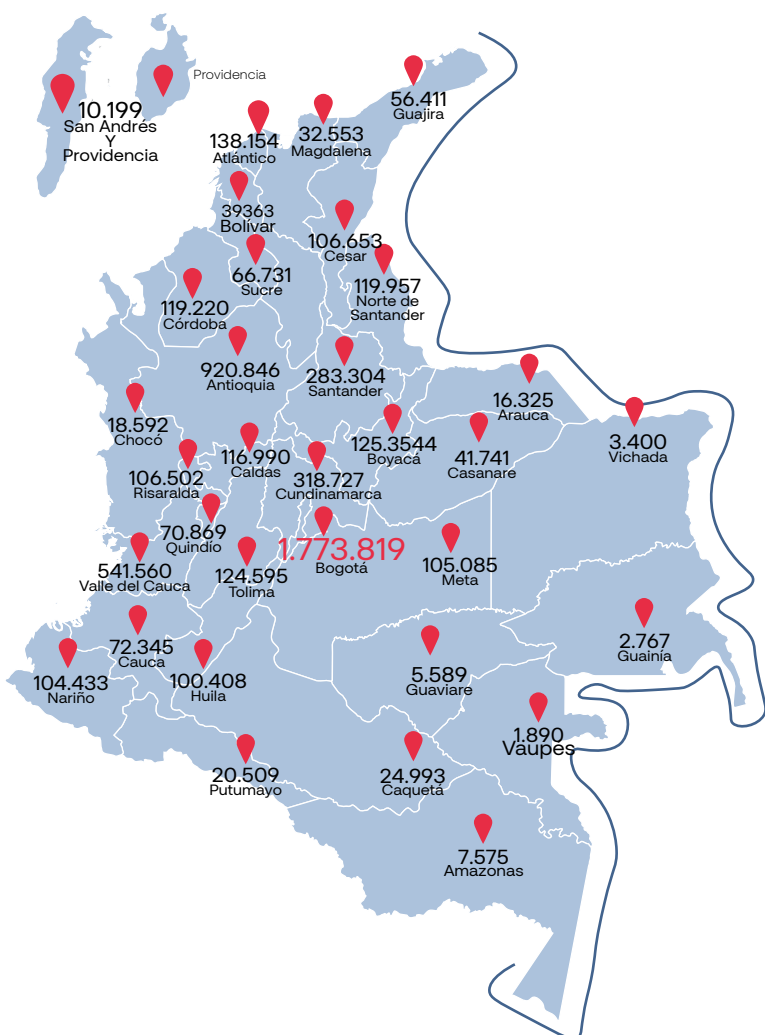 Providencia
10.199
San Andrés
Y
Providencia
56.411
Guajira
138.154
Atlántico
32.553
Magdalena
39363
Bolívar
106.653
Cesar
66.731
Sucre
119.957
Norte de
Santander
119.220
Córdoba
920.846
Antioquia
283.304
Santander
16.325
Arauca
18.592
Chocó
116.990
Caldas
125.3544
Boyacá
41.741
Casanare
3.400
Vichada
106.502
Risaralda
318.727
Cundinamarca
70.869
Quindío
1.773.819
Bogotá
541.560
Valle del Cauca
124.595
Tolima
105.085
Meta
72.345
Cauca
2.767
Guainía
104.433
Nariño
100.408
Huila
5.589
Guaviare
1.890
Vaupés
20.509
Putumayo
24.993
Caquetá
7.575
Amazonas